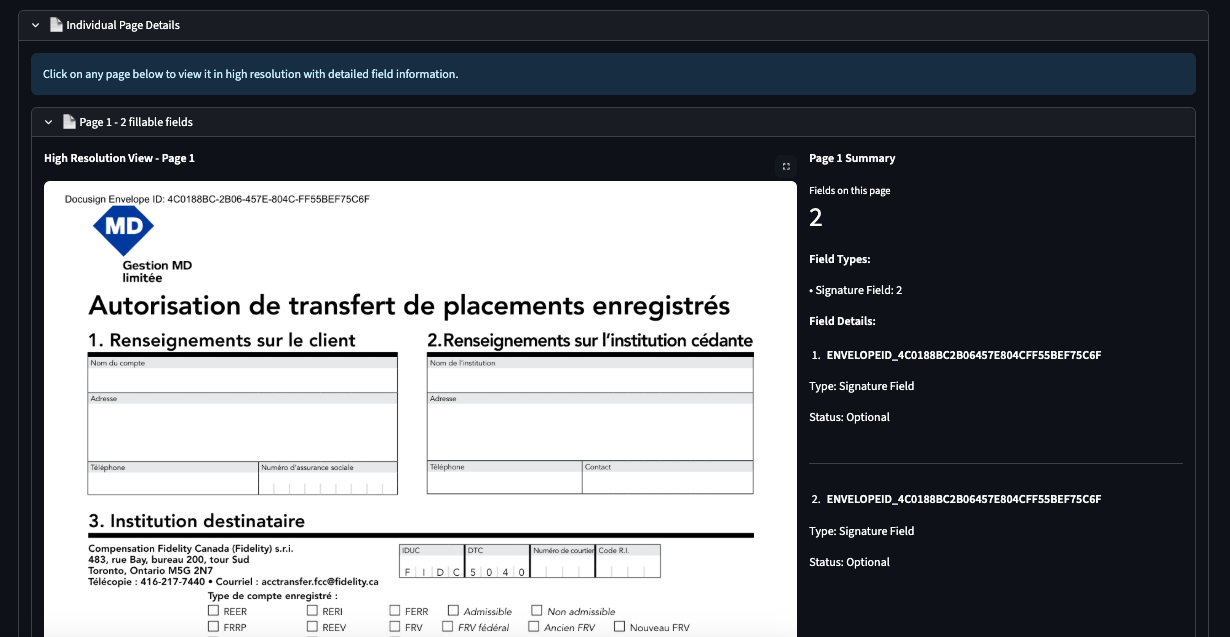 Individual Page Details
Click on any page below to view it in high resolution with detailed field information.
Page 1 - 2 fillable fields
High Resolution View - Page 1
Docusign Envelope ID: 4C0188BC-2B06-457E-804C-FF55BEF75C6F
MD
Gestion MD
limitée
Autorisation de transfert de placements enregistrés
1. Renseignements sur le client
Nom du compte
Adresse
Téléphone
Numéro d'assurance sociale
2.Renseignements sur l'institution cédante
Nom de l'institution
Adresse
Téléphone
Contact
3. Institution destinataire
Compensation Fidelity Canada (Fidelity) s.r.i.
483, rue Bay, bureau 200, tour Sud
Toronto, Ontario M5G 2N7
Télécopie : 416-217-7440 • Courriel : acctransfer.fcc@fidelity.ca
IDUC
F I D C
DTC
5 0 4 0
Numéro de courtier
Code R.I.
Type de compte enregistré :
REER RERI FERR Admissible Non admissible
FRRP REEV FRV FRV fédéral Ancien FRV Nouveau FRV
Page 1 Summary
Fields on this page
2
Field Types:
• Signature Field: 2
Field Details:
1. ENVELOPEID_4C0188BC2B06457E804CFF55BEF75C6F
Type: Signature Field
Status: Optional
2. ENVELOPEID_4C0188BC2B06457E804CFF55BEF75C6F
Type: Signature Field
Status: Optional